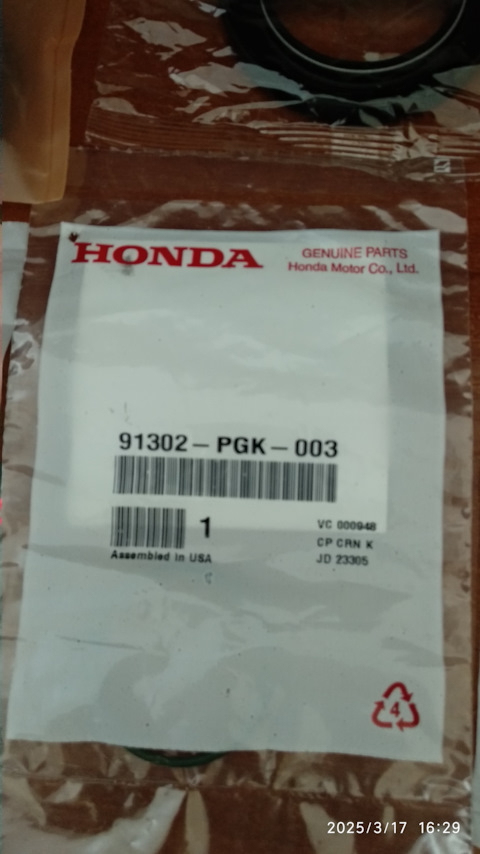 HONDA
GENUINE PARTS
Honda Motor Co., Ltd.
91302-PGK-003
1
VC 000948
CP CRN K
JD 23305
Assembled in USA
4
2025/3/17 16:29